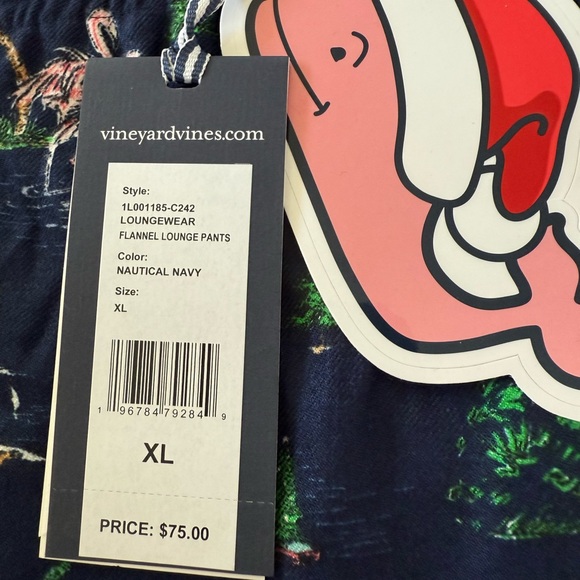 vineyardvines.com
Style:
1L001185-C242
LOUNGEWEAR
FLANNEL LOUNGE PANTS
Color:
NAUTICAL NAVY
Size:
XL
1 96784 79284 9
XL
PRICE: $75.00